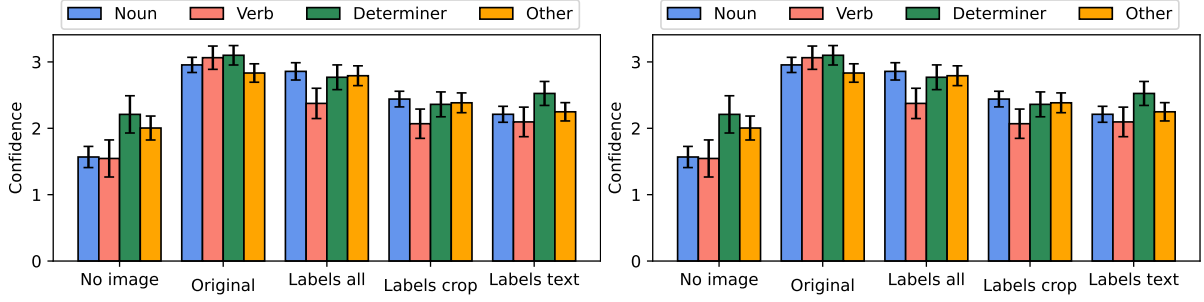 Noun Verb Determiner Other
Confidence
3
2
1
0
No image Original Labels all Labels crop Labels text
Noun Verb Determiner Other
Confidence
3
2
1
0
No image Original Labels all Labels crop Labels text